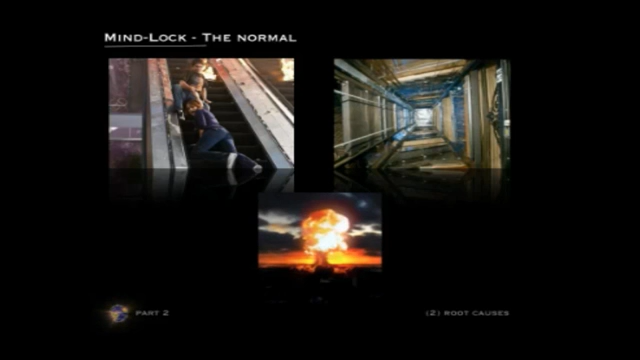 Mind-Lock - The normal
part 2
(2) root causes